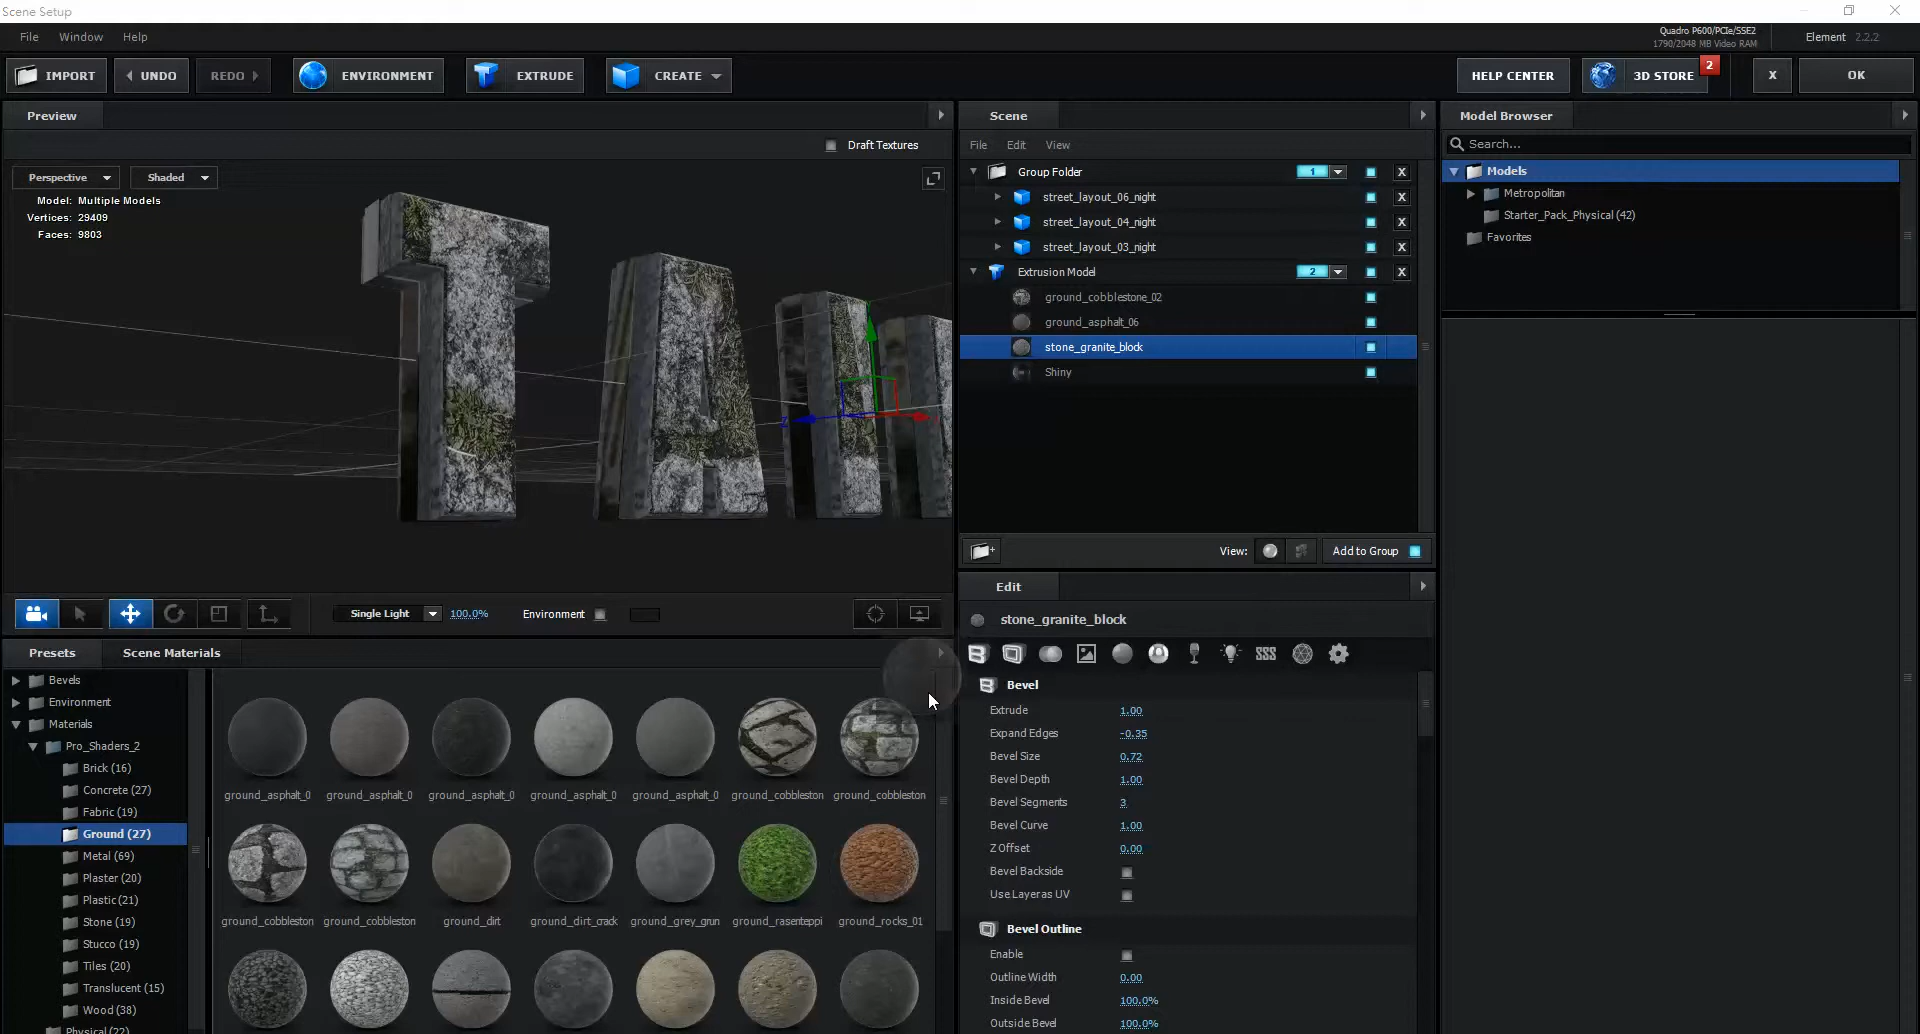 Scene Setup
File Window Help
Quadro P600/PCIe/SSE2
1790/2048 MB Video RAM
Element 2.2.2
IMPORT UNDO REDO ENVIRONMENT EXTRUDE CREATE HELP CENTER 3D STORE 2 X OK
Preview
Draft Textures
Perspective Shaded
Model: Multiple Models
Vertices: 29409
Faces: 9803
Z
Single Light 100.0% Environment
Scene
File Edit View
Group Folder 1 X
street_layout_06_night X
street_layout_04_night X
street_layout_03_night X
Extrusion Model 2 X
ground_cobblestone_02
ground_asphalt_06
stone_granite_block
Shiny
View: Add to Group
Model Browser
Search...
Models
Metropolitan
Starter_Pack_Physical (42)
Favorites
Presets Scene Materials
Bevels
Environment
Materials
Pro_Shaders_2
Brick (16)
Concrete (27)
Fabric (19)
Ground (27)
Metal (69)
Plaster (20)
Plastic (21)
Stone (19)
Stucco (19)
Tiles (20)
Translucent (15)
Wood (38)
Physical (22)
ground_asphalt_0 ground_asphalt_0 ground_asphalt_0 ground_asphalt_0 ground_asphalt_0 ground_cobbleston ground_cobbleston
ground_cobbleston ground_cobbleston ground_dirt ground_dirt_crack ground_grey_grun ground_rasenteppi ground_rocks_01
Edit
stone_granite_block
Bevel
Extrude 1.00
Expand Edges -0.35
Bevel Size 0.72
Bevel Depth 1.00
Bevel Segments 3
Bevel Curve 1.00
Z Offset 0.00
Bevel Backside
Use Layer as UV
Bevel Outline
Enable
Outline Width 0.00
Inside Bevel 100.0%
Outside Bevel 100.0%